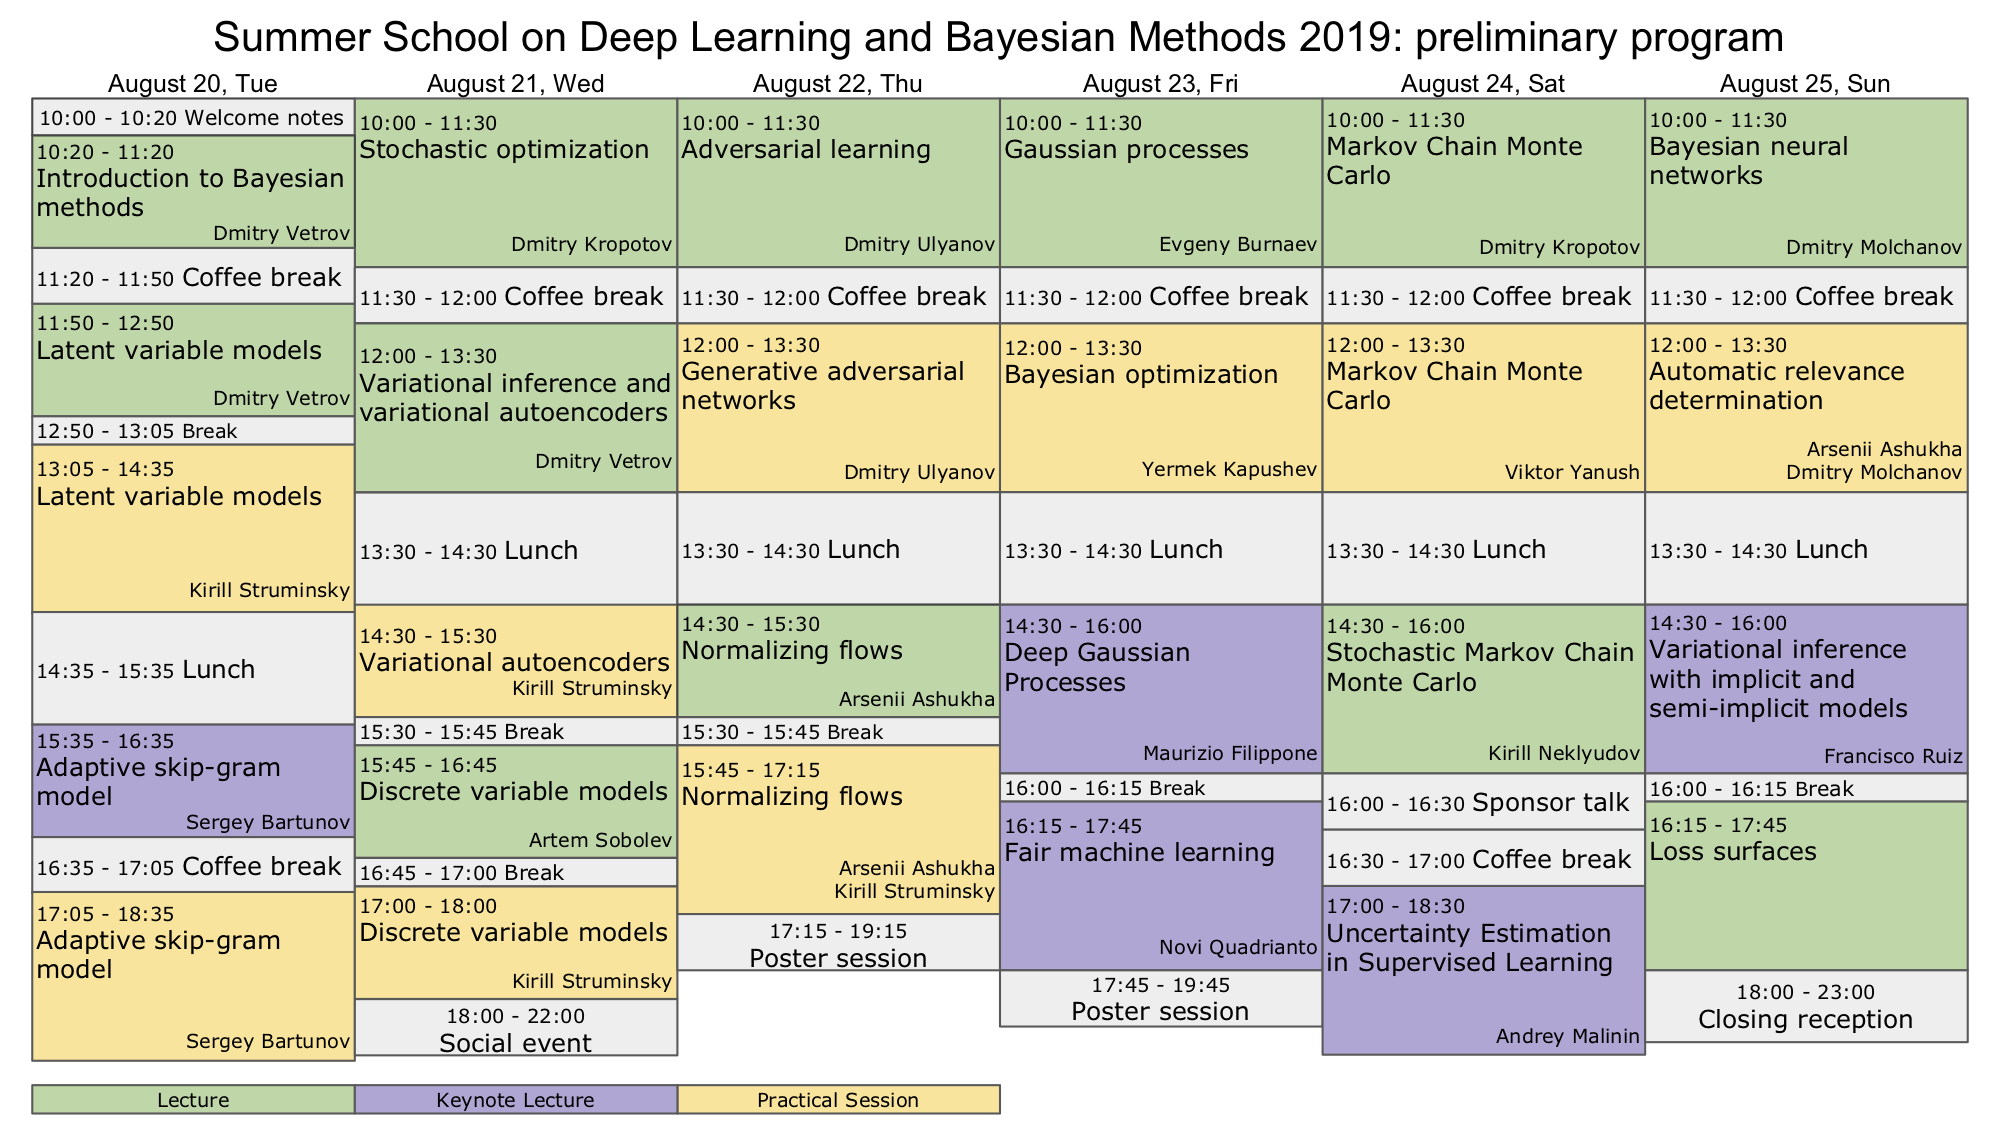 Summer School on Deep Learning and Bayesian Methods 2019: preliminary program
August 20, Tue
10:00 - 10:20 Welcome notes
10:20 - 11:20
Introduction to Bayesian
methods
Dmitry Vetrov
11:20 - 11:50 Coffee break
11:50 - 12:50
Latent variable models
Dmitry Vetrov
12:50 - 13:05 Break
13:05 - 14:35
Latent variable models
Kirill Struminsky
14:35 - 15:35 Lunch
15:35 - 16:35
Adaptive skip-gram
model
Sergey Bartunov
16:35 - 17:05 Coffee break
17:05 - 18:35
Adaptive skip-gram
model
Sergey Bartunov
August 21, Wed
10:00 - 11:30
Stochastic optimization
Dmitry Kropotov
11:30 - 12:00 Coffee break
12:00 - 13:30
Variational inference and
variational autoencoders
Dmitry Vetrov
13:30 - 14:30 Lunch
14:30 - 15:30
Variational autoencoders
Kirill Struminsky
15:30 - 15:45 Break
15:45 - 16:45
Discrete variable models
Artem Sobolev
16:45 - 17:00 Break
17:00 - 18:00
Discrete variable models
Kirill Struminsky
18:00 - 22:00
Social event
August 22, Thu
10:00 - 11:30
Adversarial learning
Dmitry Ulyanov
11:30 - 12:00 Coffee break
12:00 - 13:30
Generative adversarial
networks
Dmitry Ulyanov
13:30 - 14:30 Lunch
14:30 - 15:30
Normalizing flows
Arsenii Ashukha
15:30 - 15:45 Break
15:45 - 17:15
Normalizing flows
Arsenii Ashukha
Kirill Struminsky
17:15 - 19:15
Poster session
August 23, Fri
10:00 - 11:30
Gaussian processes
Evgeny Burnaev
11:30 - 12:00 Coffee break
12:00 - 13:30
Bayesian optimization
Yermek Kapushev
13:30 - 14:30 Lunch
14:30 - 16:00
Deep Gaussian
Processes
Maurizio Filippone
16:00 - 16:15 Break
16:15 - 17:45
Fair machine learning
Novi Quadrianto
17:45 - 19:45
Poster session
August 24, Sat
10:00 - 11:30
Markov Chain Monte
Carlo
Dmitry Kropotov
11:30 - 12:00 Coffee break
12:00 - 13:30
Markov Chain Monte
Carlo
Viktor Yanush
13:30 - 14:30 Lunch
14:30 - 16:00
Stochastic Markov Chain
Monte Carlo
Kirill Neklyudov
16:00 - 16:30 Sponsor talk
16:30 - 17:00 Coffee break
17:00 - 18:30
Uncertainty Estimation
in Supervised Learning
Andrey Malinin
August 25, Sun
10:00 - 11:30
Bayesian neural
networks
Dmitry Molchanov
11:30 - 12:00 Coffee break
12:00 - 13:30
Automatic relevance
determination
Arsenii Ashukha
Dmitry Molchanov
13:30 - 14:30 Lunch
14:30 - 16:00
Variational inference
with implicit and
semi-implicit models
Francisco Ruiz
16:00 - 16:15 Break
16:15 - 17:45
Loss surfaces
18:00 - 23:00
Closing reception
Lecture
Keynote Lecture
Practical Session